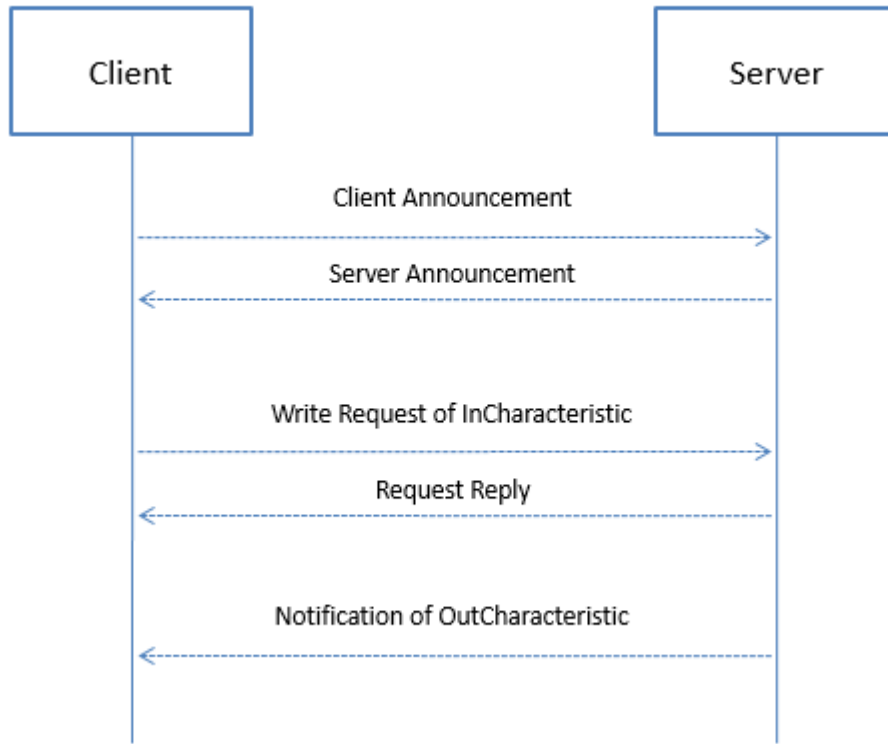 Client
Server
Client Announcement
Server Announcement
Write Request of InCharacteristic
Request Reply
Notification of OutCharacteristic